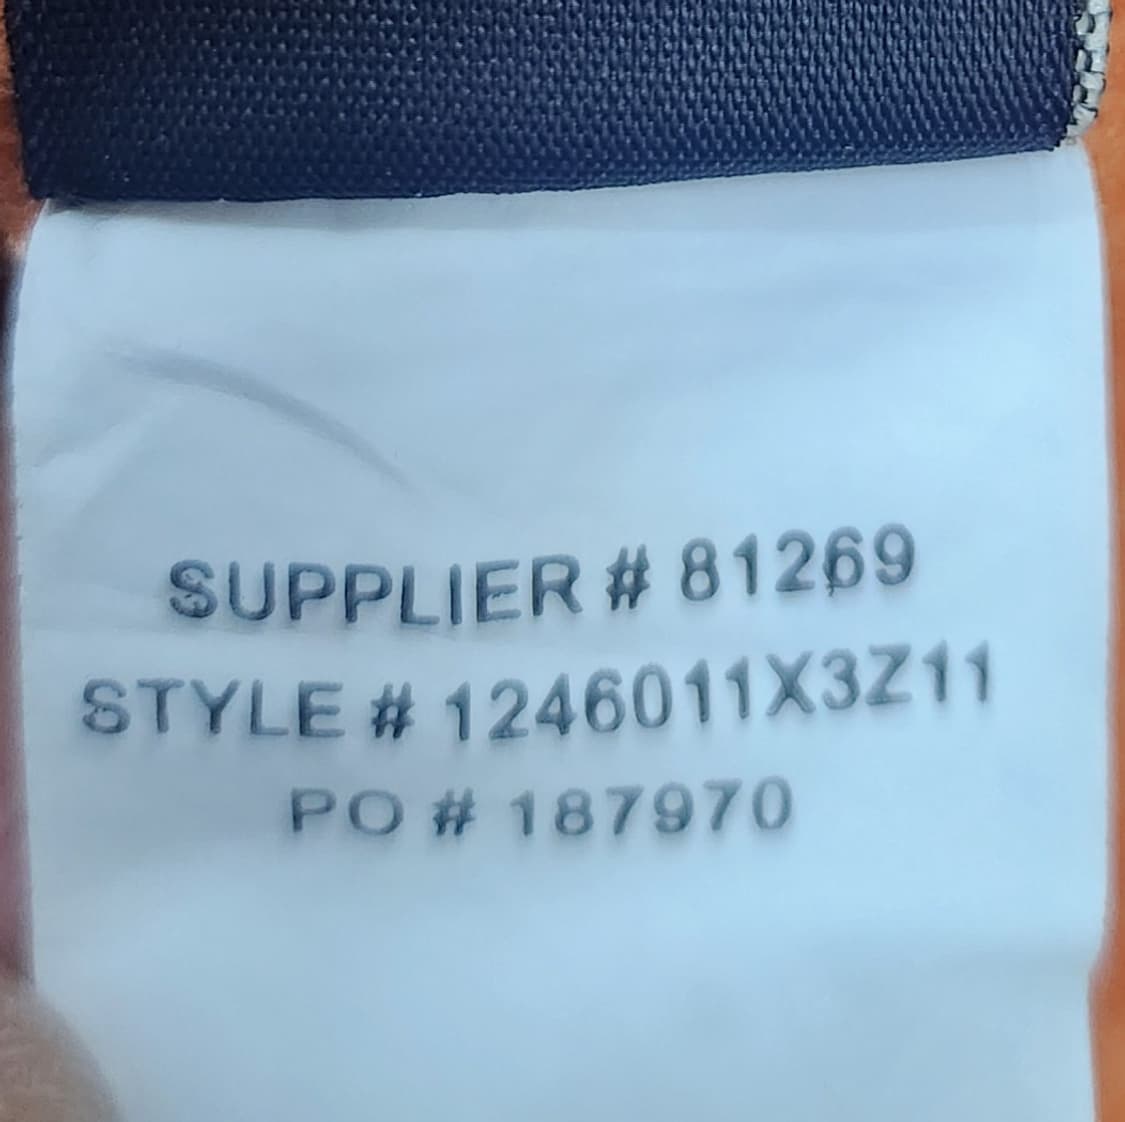 SUPPLIER # 81269
STYLE # 1246011X3Z11
PO # 187970